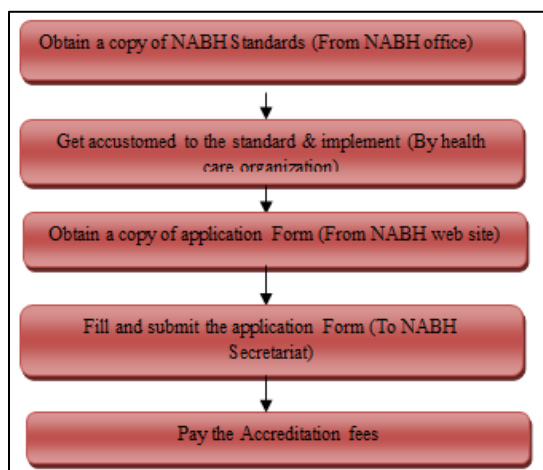 Obtain a copy of NABH Standards (From NABH office)
Get accustomed to the standard & implement (By health
care organization)
Obtain a copy of application Form (From NABH web site)
Fill and submit the application Form (To NABH
Secretariat)
Pay the Accreditation fees